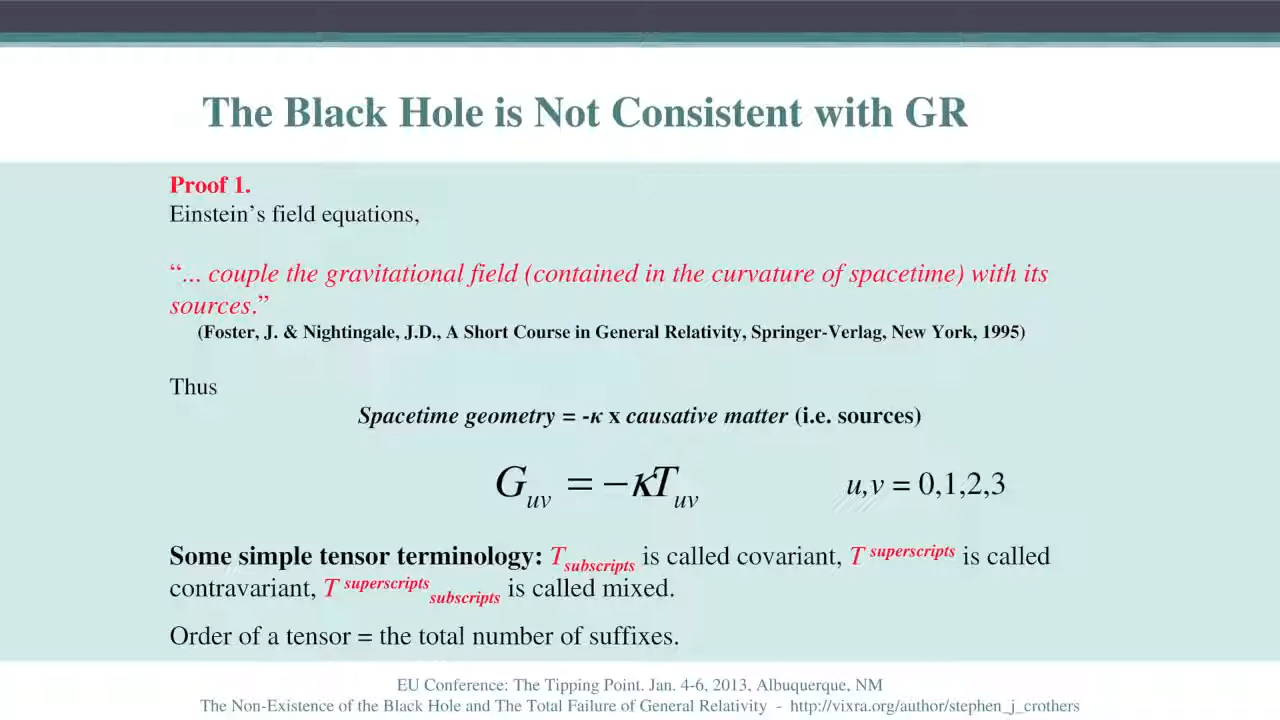 The Black Hole is Not Consistent with GR
Proof 1.
Einstein’s field equations,
“... couple the gravitational field (contained in the curvature of spacetime) with its
sources.”
(Foster, J. & Nightingale, J.D., A Short Course in General Relativity, Springer-Verlag, New York, 1995)
Thus
Spacetime geometry = -κ x causative matter (i.e. sources)
G_uv = −κT_uv u,v = 0,1,2,3
Some simple tensor terminology: T_subscripts is called covariant, T ^superscripts is called
contravariant, T ^superscripts _subscripts is called mixed.
Order of a tensor = the total number of suffixes.
EU Conference: The Tipping Point. Jan. 4-6, 2013, Albuquerque, NM
The Non-Existence of the Black Hole and The Total Failure of General Relativity - http://vixra.org/author/stephen_j_crothers